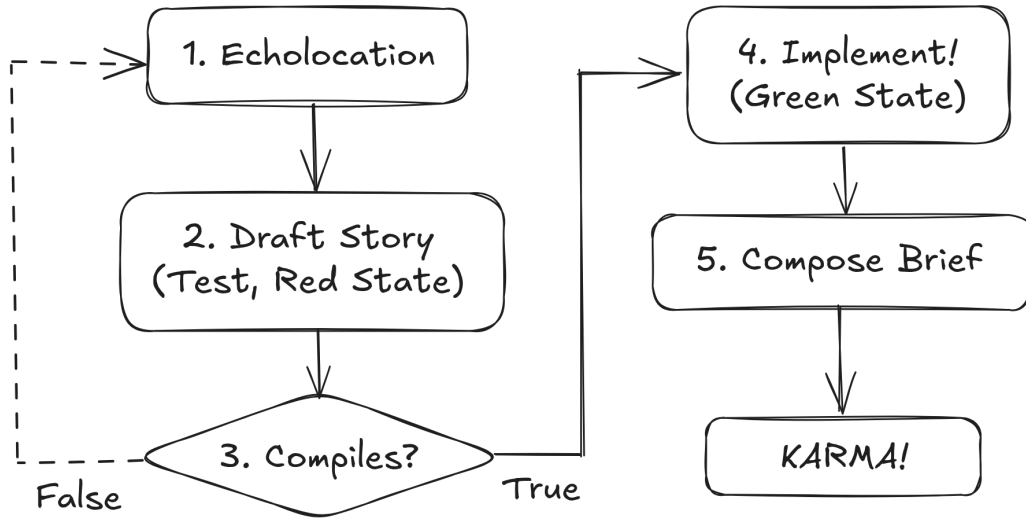 1. Echolocation
2. Draft Story
(Test, Red State)
3. Compiles?
False
True
4. Implement!
(Green State)
5. Compose Brief
KARMA!